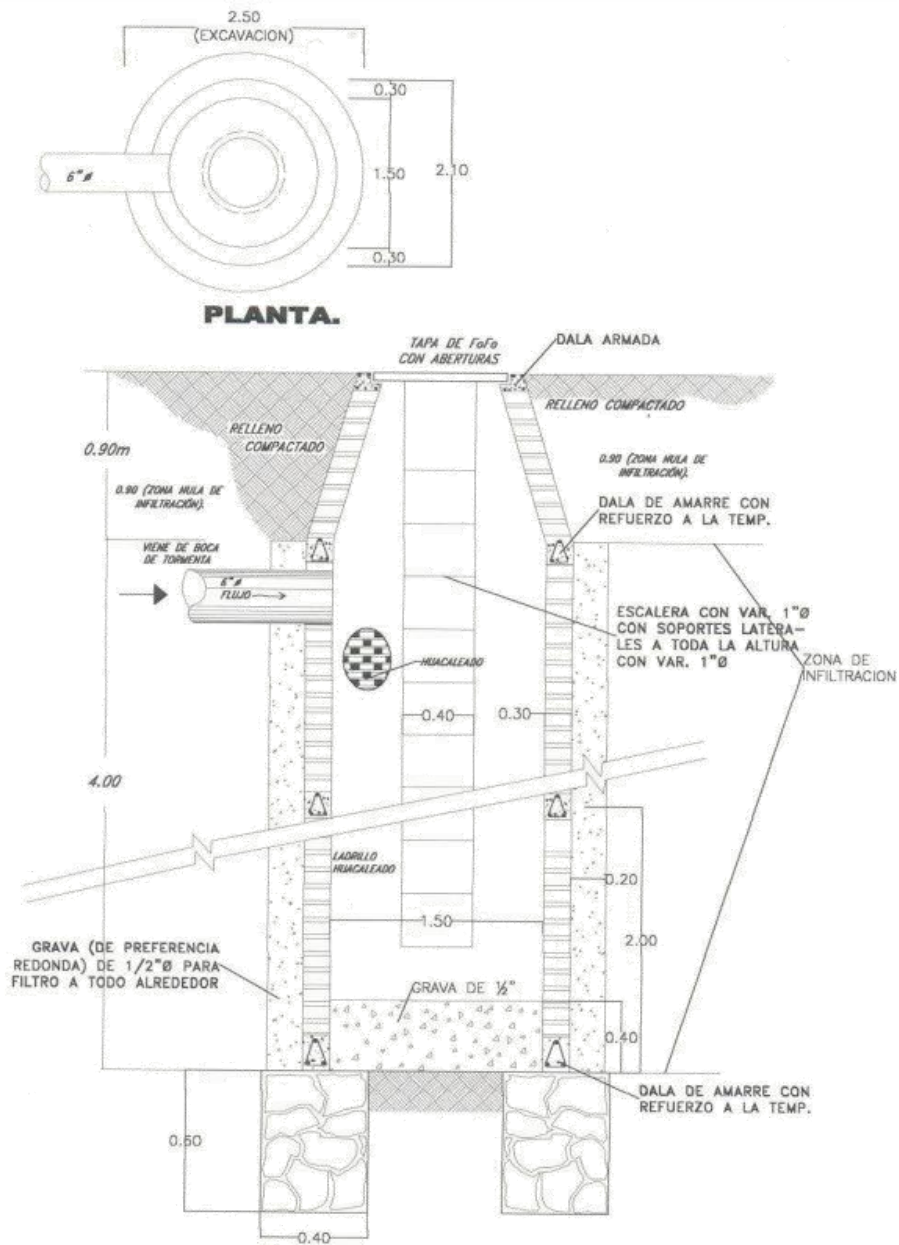 2.50
(EXCAVACION)
0.30
6"Ø
1.50
2.10
0.30
PLANTA.
TAPA DE FoFo
CON ABERTURAS
DALA ARMADA
RELLENO
COMPACTADO
RELLENO COMPACTADO
0.90m
0.90 (ZONA NULA DE
INFILTRACIÓN).
0.90 (ZONA NULA DE
INFILTRACIÓN).
DALA DE AMARRE CON
REFUERZO A LA TEMP.
VIENE DE BOCA
DE TORMENTA
6"Ø
FLUJO
ESCALERA CON VAR. 1"Ø
CON SOPORTES LATERA-
LES A TODA LA ALTURA
CON VAR. 1"Ø
HUACALEADO
ZONA DE
INFILTRACION
0.40
0.30
4.00
LADRILLO
HUACALEADO
0.20
1.50
2.00
GRAVA (DE PREFERENCIA
REDONDA) DE 1/2"Ø PARA
FILTRO A TODO ALREDEDOR
GRAVA DE ½"
0.40
DALA DE AMARRE CON
REFUERZO A LA TEMP.
0.60
0.40